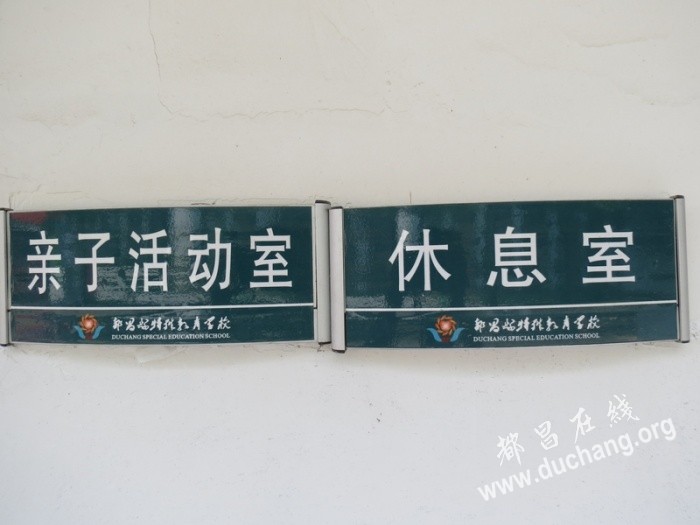 亲子活动室
都昌县特殊教育学校
DUCHANG SPECIAL EDUCATION SCHOOL
休息室
都昌县特殊教育学校
DUCHANG SPECIAL EDUCATION SCHOOL
都昌在線
www.duchang.org